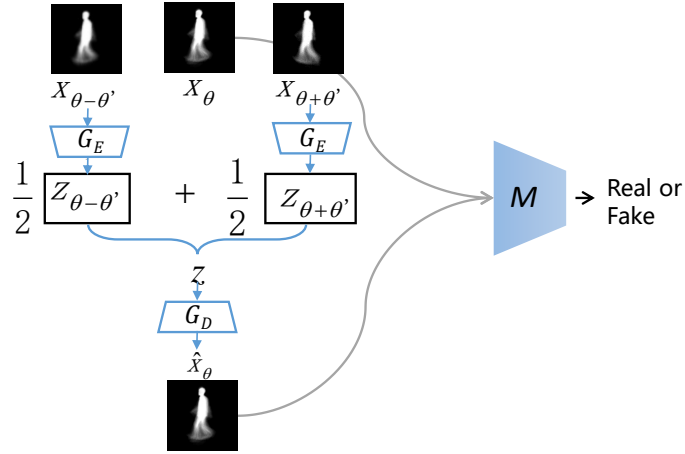 X_{θ−θ’} X_θ X_{θ+θ’}
G_E G_E
1/2 Z_{θ−θ’} + 1/2 Z_{θ+θ’}
z
G_D
x̂_θ
M
Real or
Fake